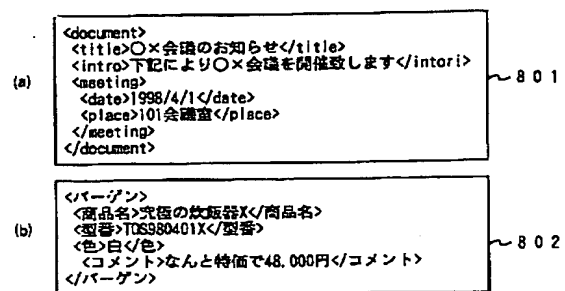 (a)
<document>
<title>〇×会議のお知らせ</title>
<intro>下記により〇×会議を開催致します</intori>
<meeting>
<date>1998/4/1</date>
<place>101会議室</place>
</meeting>
</document>
801
(b)
<バーゲン>
<商品名>究極の炊飯器X</商品名>
<型番>TOS980401X</型番>
<色>白</色>
<コメント>なんと特価で48,000円</コメント>
</バーゲン>
802